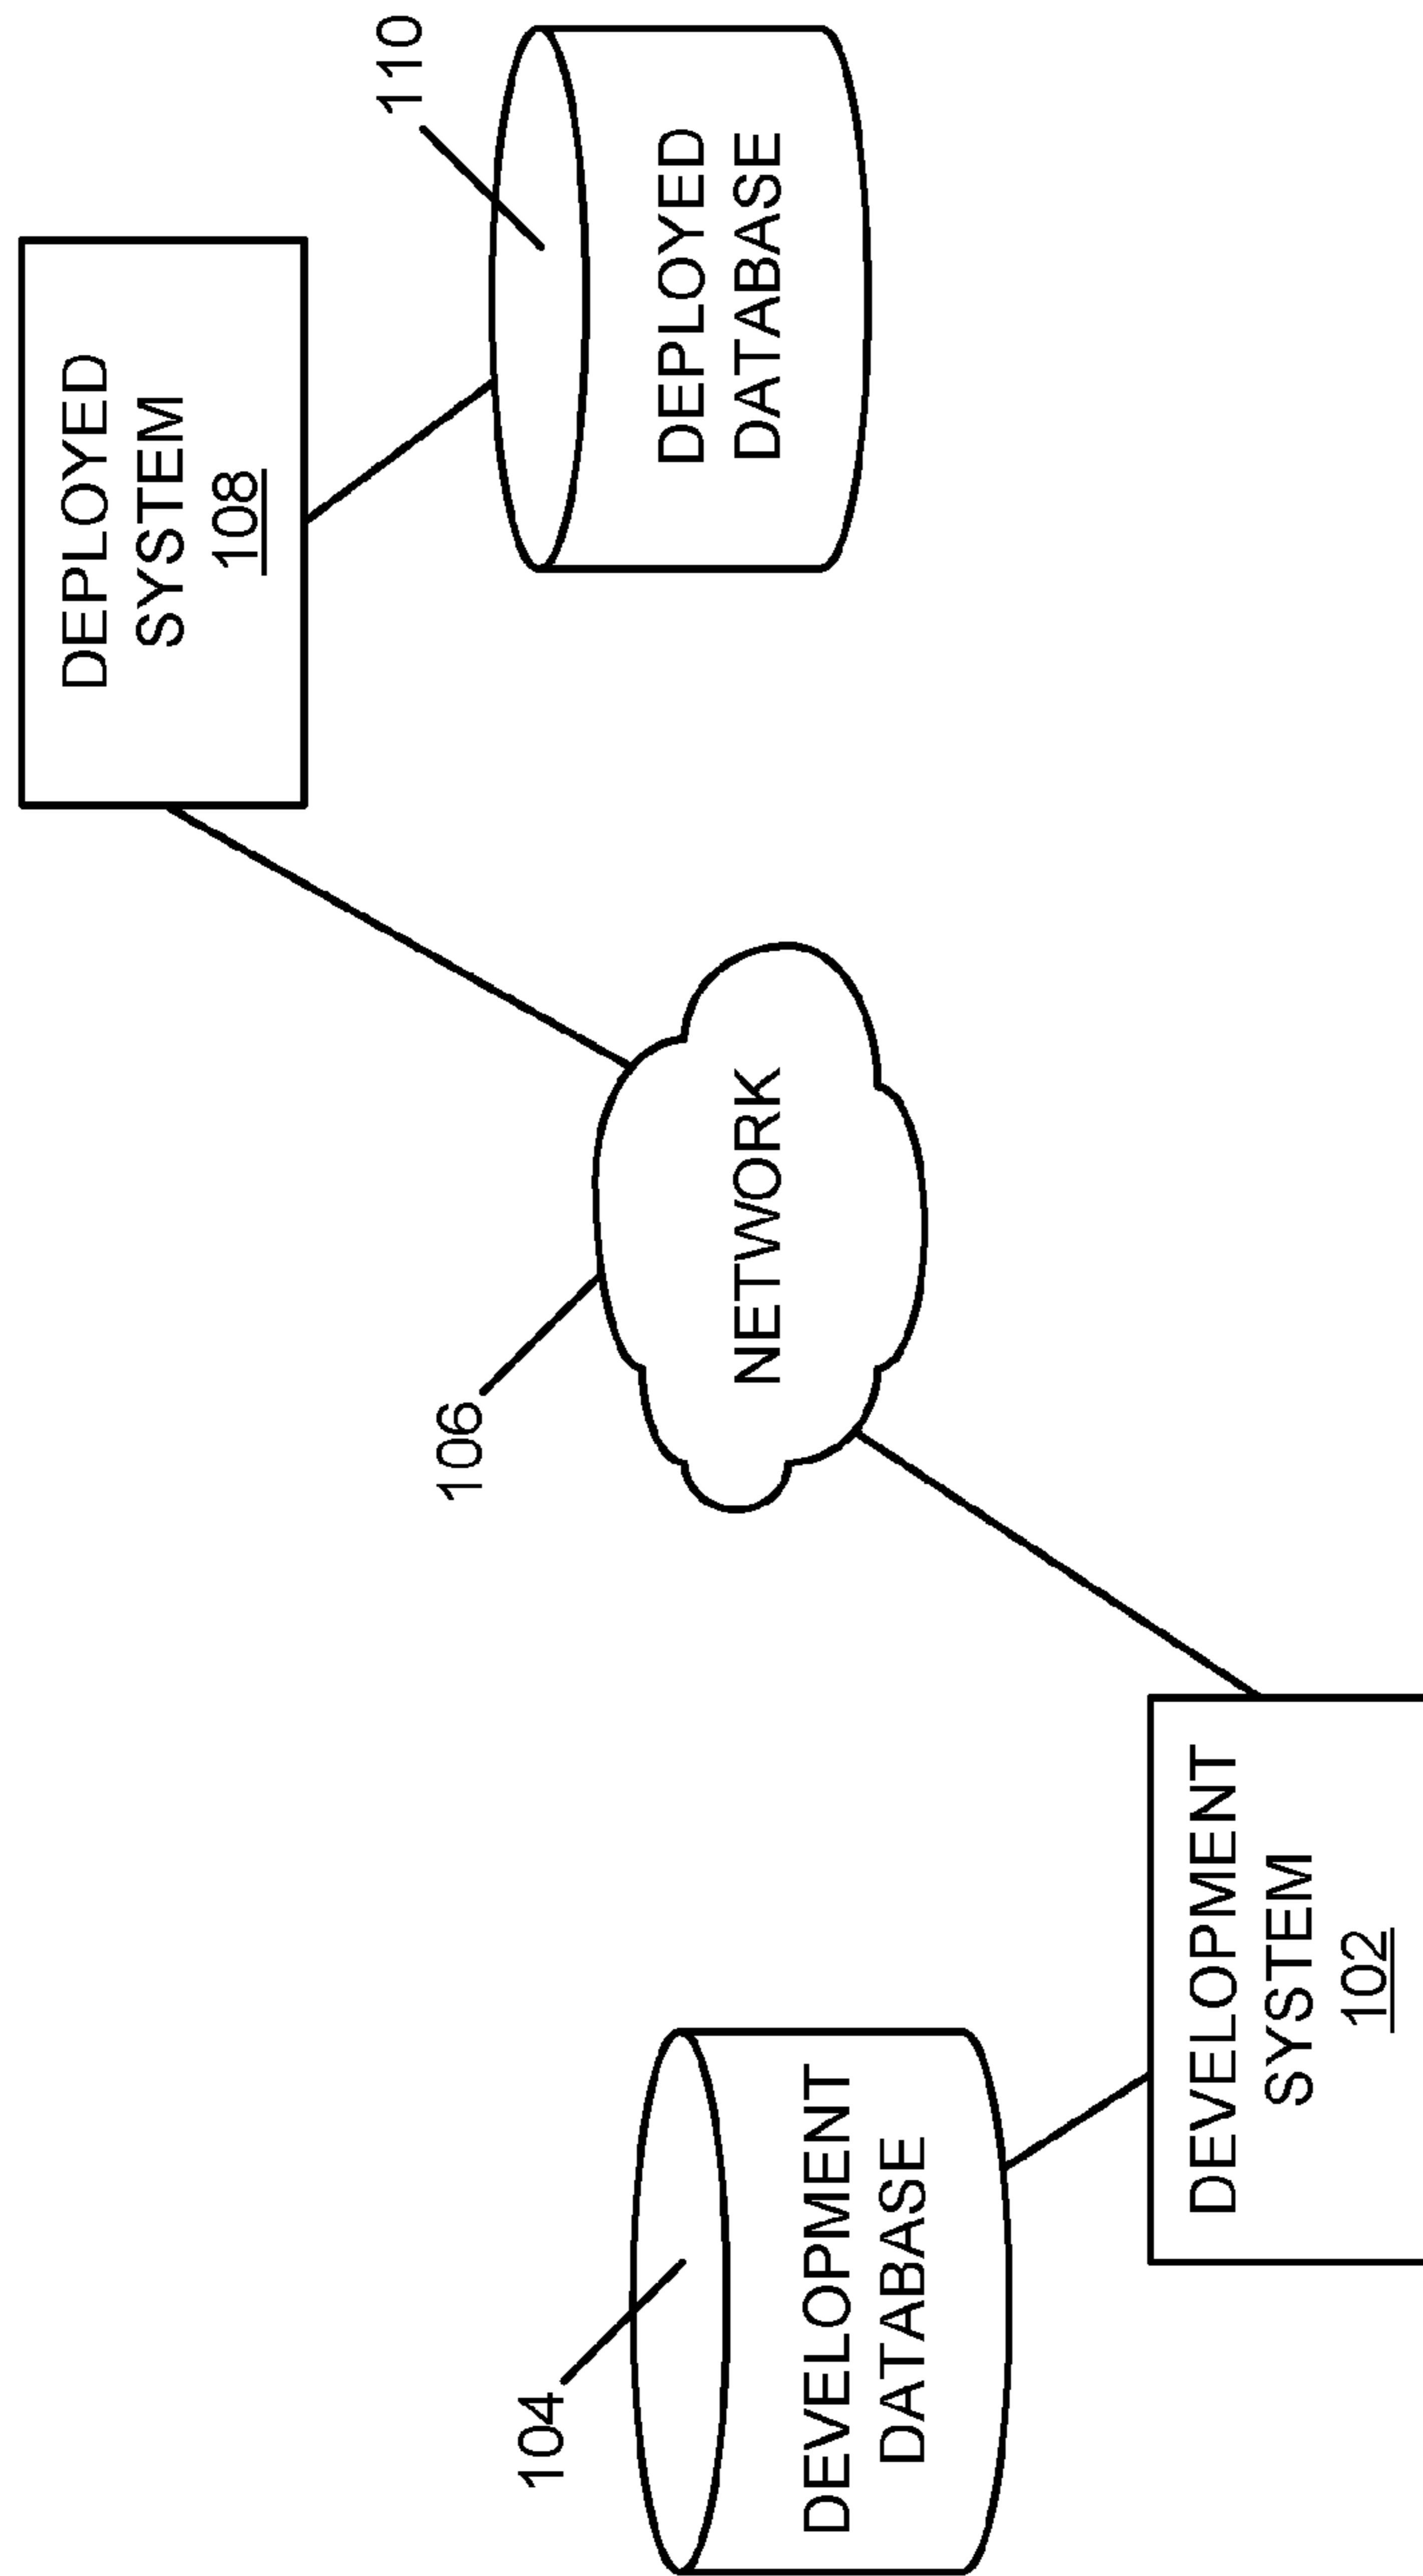 104
DEVELOPMENT
DATABASE
DEVELOPMENT
SYSTEM
102
106
NETWORK
DEPLOYED
SYSTEM
108
110
DEPLOYED
DATABASE